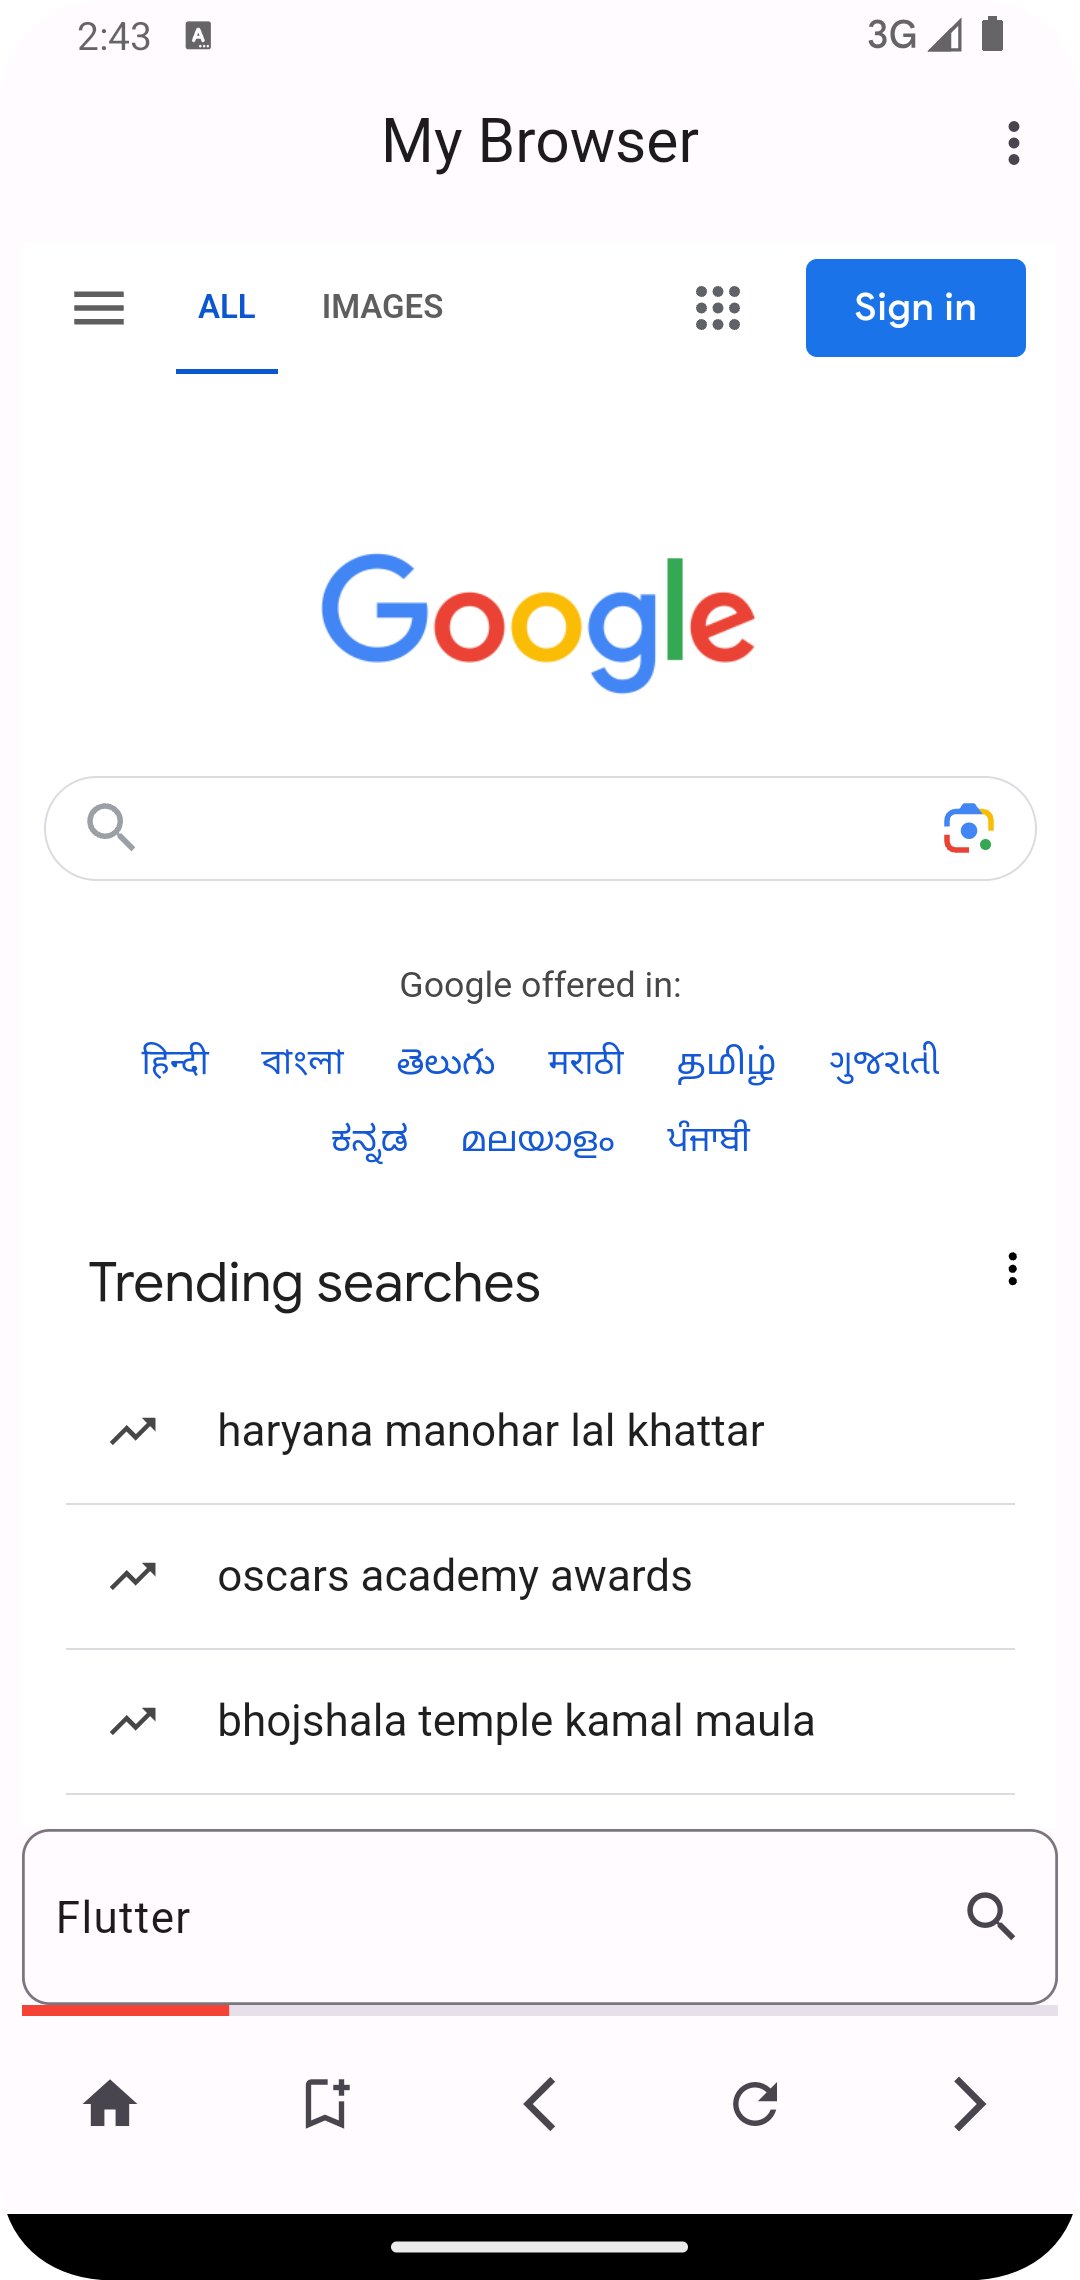 2:43 A 3G
My Browser
ALL IMAGES Sign in
Google
Google offered in:
हिन्दी বাংলা తెలుగు मराठी தமிழ் ગુજરાતી
ಕನ್ನಡ മലയാളം ਪੰਜਾਬੀ
Trending searches
haryana manohar lal khattar
oscars academy awards
bhojshala temple kamal maula
Flutter